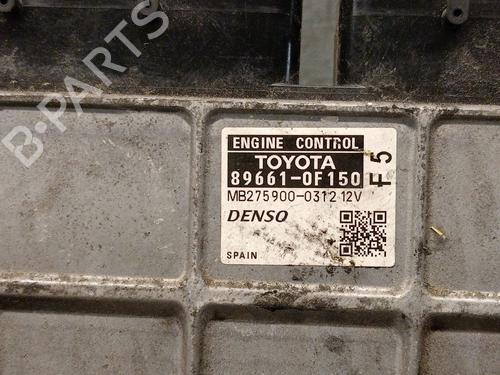 B-PARTS
ENGINE CONTROL
TOYOTA
89661-0F150
F5
MB275900-0312 12V
DENSO
SPAIN